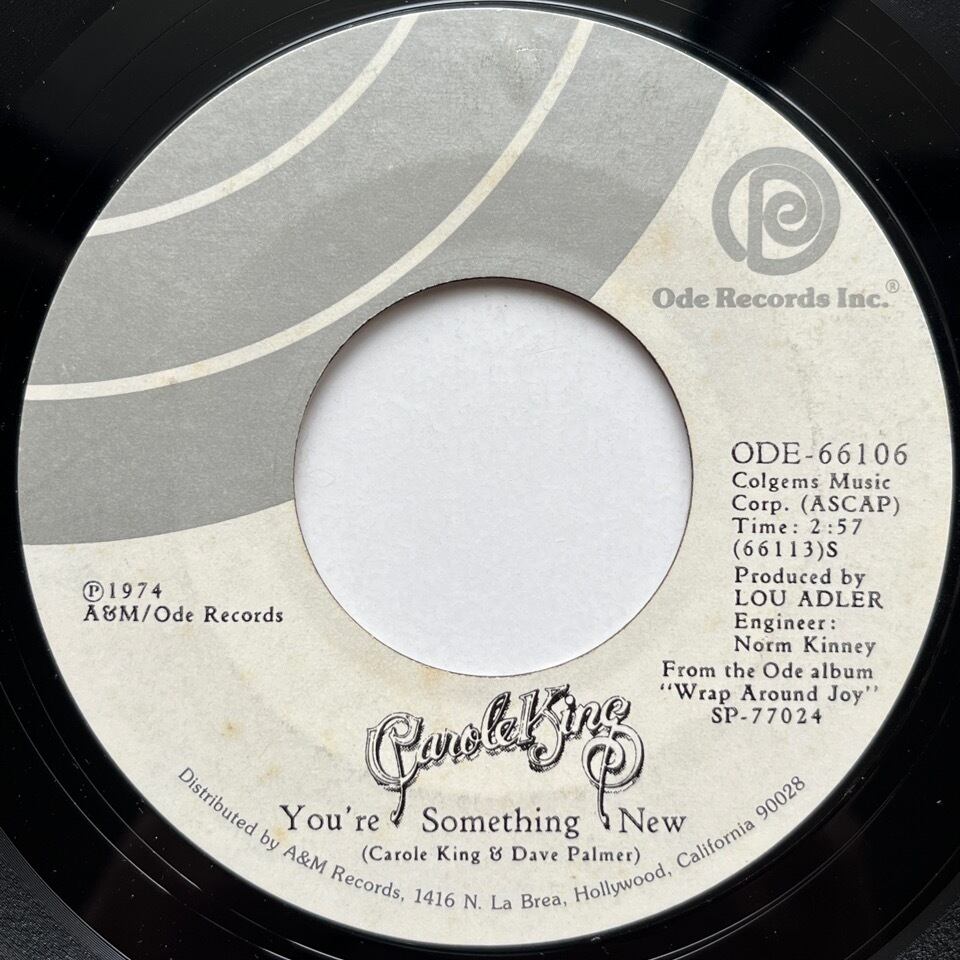 Ode Records Inc.®
ODE-66106
Colgems Music
Corp. (ASCAP)
Time: 2:57
(66113)S
Produced by
LOU ADLER
Engineer:
Norm Kinney
From the Ode album
"Wrap Around Joy"
SP-77024
℗1974
A&M/Ode Records
Carole King
You're Something New
(Carole King & Dave Palmer)
Distributed by A&M Records, 1416 N. La Brea, Hollywood, California 90028